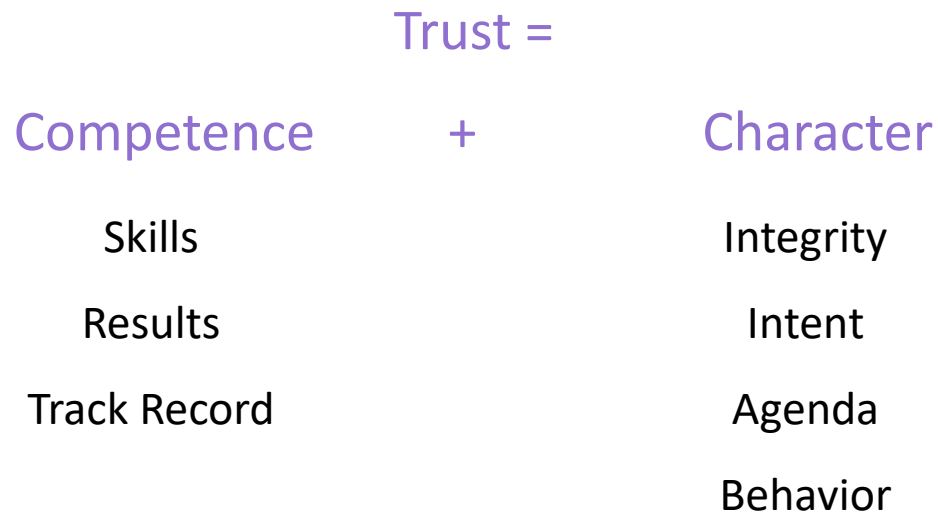 Trust =
Competence + Character
Skills Integrity
Results Intent
Track Record Agenda
Behavior